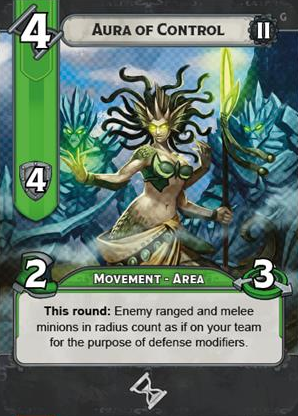 4
AURA OF CONTROL
II
G
4
2
MOVEMENT - AREA
3
This round: Enemy ranged and melee
minions in radius count as if on your team
for the purpose of defense modifiers.